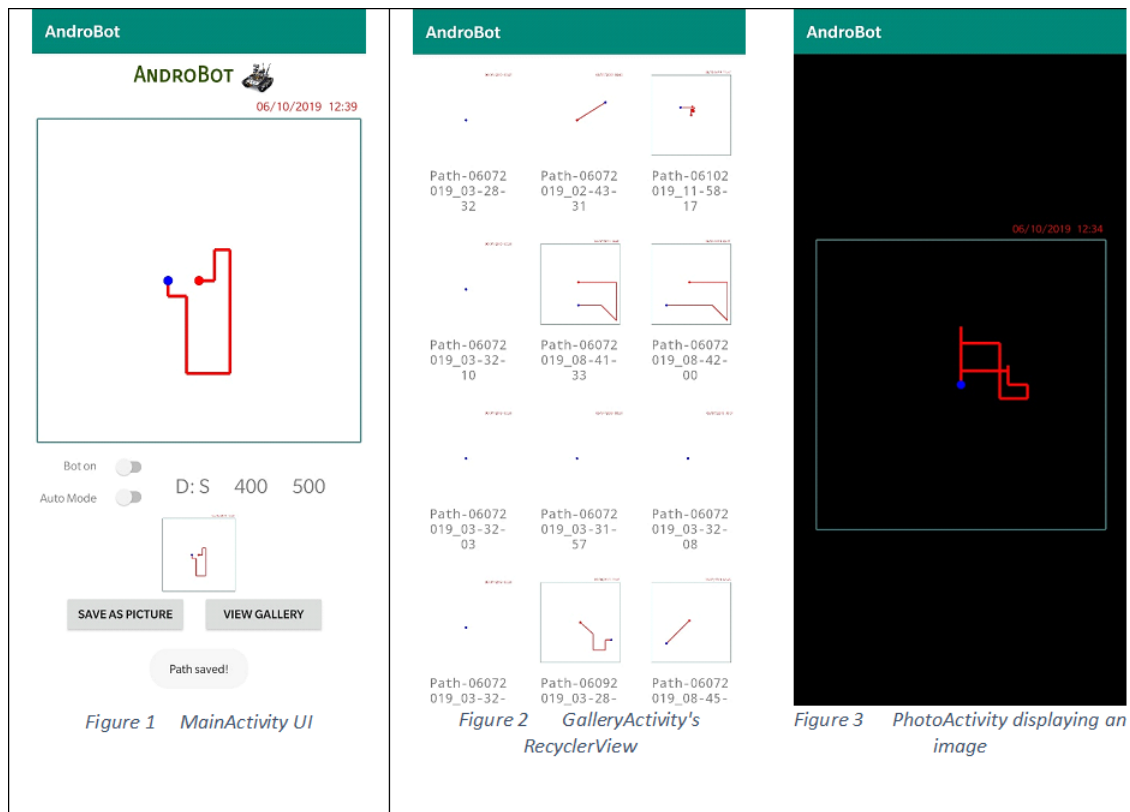 AndroBot
ANDROBOT
06/10/2019 12:39
Bot on
Auto Mode
D: S 400 500
SAVE AS PICTURE
VIEW GALLERY
Path saved!
Figure 1 MainActivity UI
AndroBot
Path-06072
019_03-28-
32
Path-06072
019_02-43-
31
Path-06102
019_11-58-
17
Path-06072
019_03-32-
10
Path-06072
019_08-41-
33
Path-06072
019_08-42-
00
Path-06072
019_03-32-
03
Path-06072
019_03-31-
57
Path-06072
019_03-32-
08
Path-06072
019_03-32-
Path-06092
019_03-28-
Path-06072
019_08-45-
Figure 2 GalleryActivity's
RecyclerView
AndroBot
06/10/2019 12:34
Figure 3 PhotoActivity displaying an
image